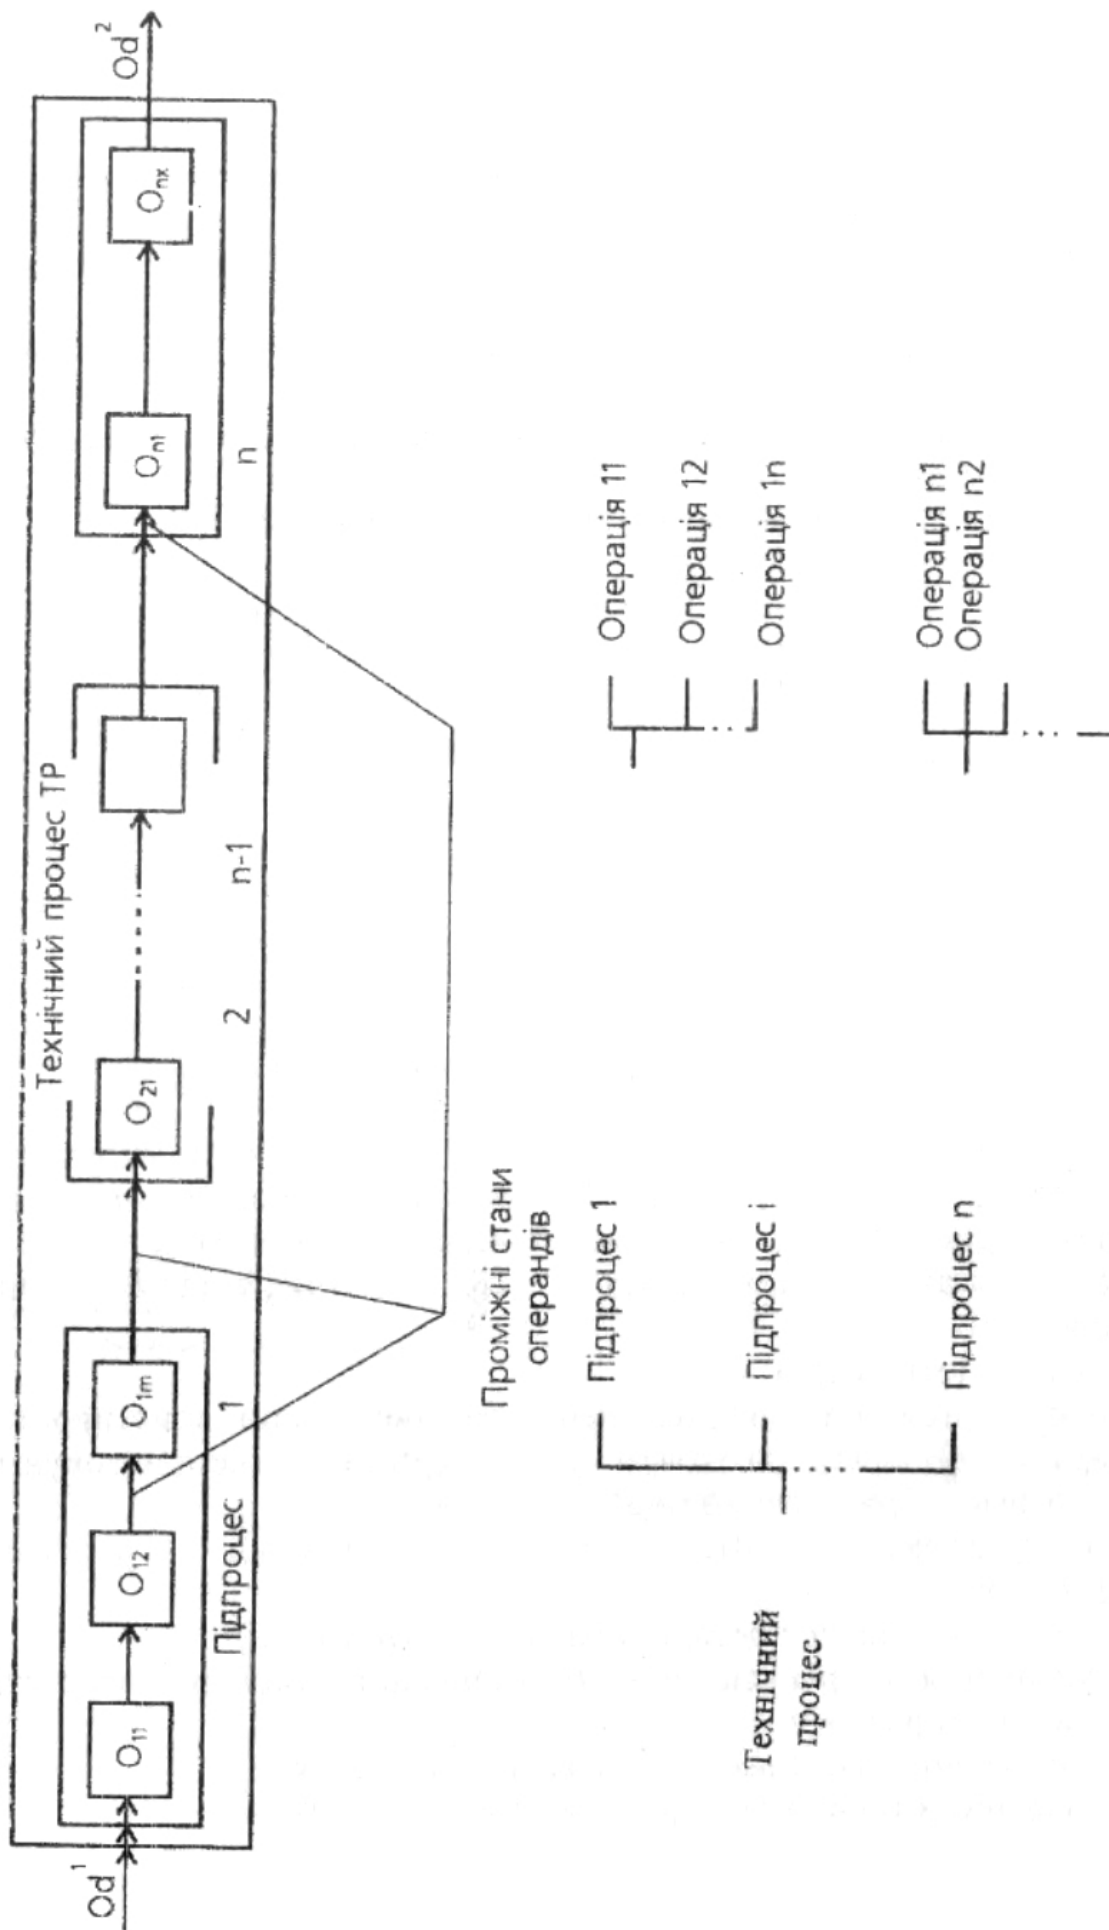 Технічний процес ТР
Od¹
O₁₁
O₁₂
O₁ₘ
O₂₁
Oₙ₁
Oₙₓ
Od²
Підпроцес
1
2
n-1
n
Проміжні стани
операндів
Технічний
процес
Підпроцес 1
Підпроцес i
Підпроцес n
Операція 11
Операція 12
Операція 1n
Операція n1
Операція n2